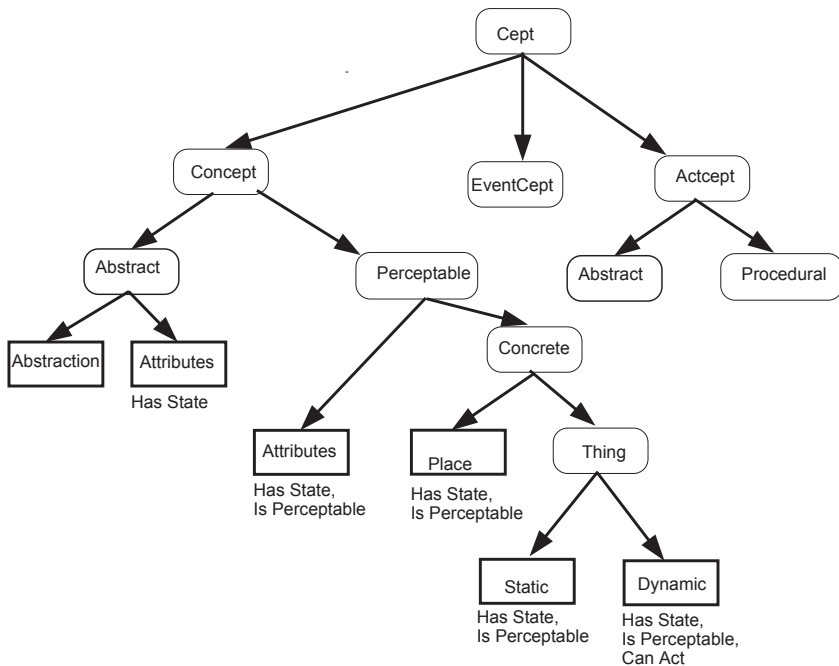 Cept
Concept
EventCept
Actcept
Abstract
Perceptable
Abstract
Procedural
Abstraction
Attributes
Has State
Concrete
Attributes
Has State,
Is Perceptable
Place
Has State,
Is Perceptable
Thing
Static
Has State,
Is Perceptable
Dynamic
Has State,
Is Perceptable,
Can Act